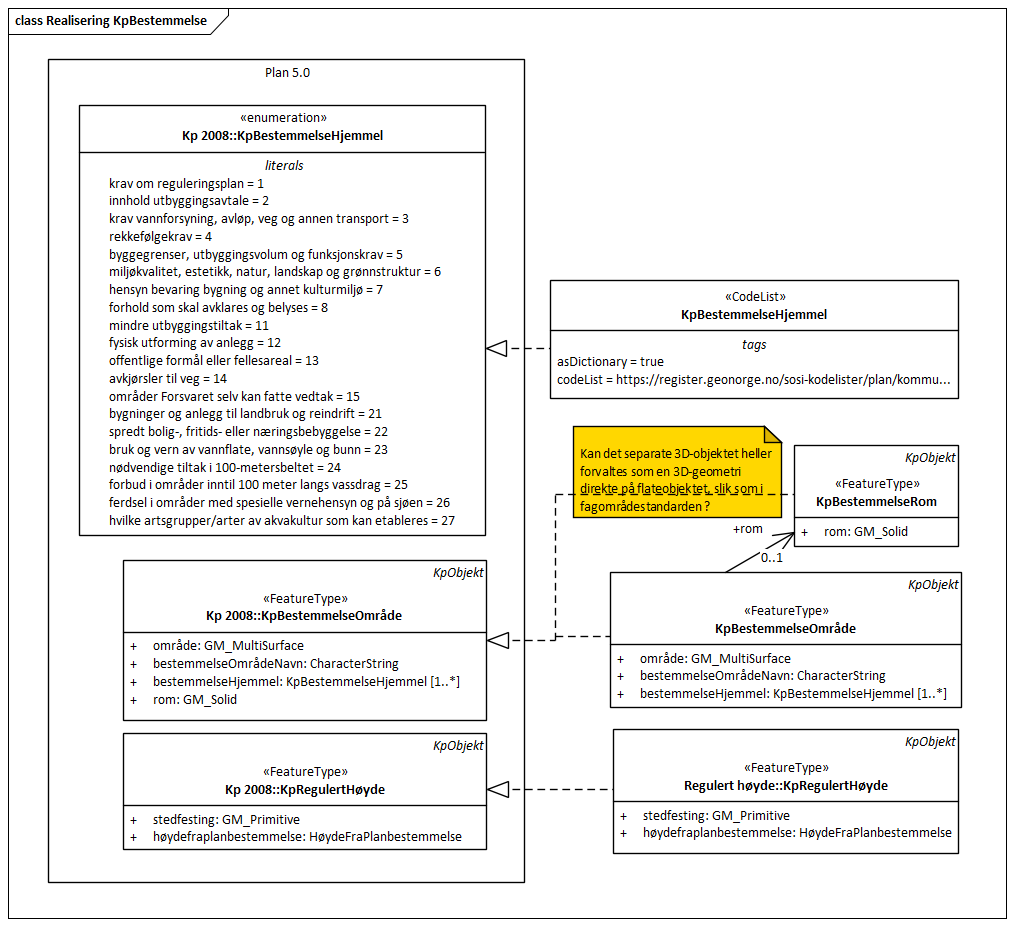 class Realisering KpBestemmelse
Plan 5.0
«enumeration»
Kp 2008::KpBestemmelseHjemmel
literals
krav om reguleringsplan = 1
innhold utbyggingsavtale = 2
krav vannforsyning, avløp, veg og annen transport = 3
rekkefølgekrav = 4
byggegrenser, utbyggingsvolum og funksjonskrav = 5
miljøkvalitet, estetikk, natur, landskap og grønnstruktur = 6
hensyn bevaring bygning og annet kulturmiljø = 7
forhold som skal avklares og belyses = 8
mindre utbyggingstiltak = 11
fysisk utforming av anlegg = 12
offentlige formål eller fellesareal = 13
avkjørsler til veg = 14
områder Forsvaret selv kan fatte vedtak = 15
bygninger og anlegg til landbruk og reindrift = 21
spredt bolig-, fritids- eller næringsbebyggelse = 22
bruk og vern av vannflate, vannsøyle og bunn = 23
nødvendige tiltak i 100-metersbeltet = 24
forbud i områder inntil 100 meter langs vassdrag = 25
ferdsel i områder med spesielle vernehensyn og på sjøen = 26
hvilke artsgrupper/arter av akvakultur som kan etableres = 27
«CodeList»
KpBestemmelseHjemmel
tags
asDictionary = true
codeList = https://register.geonorge.no/sosi-kodelister/plan/kommu...
Kan det separate 3D-objektet heller
forvaltes som en 3D-geometri
direkte på flateobjektet, slik som i
fagområdestandarden ?
KpObjekt
«FeatureType»
KpBestemmelseRom
+ rom: GM_Solid
+rom
0..1
KpObjekt
«FeatureType»
Kp 2008::KpBestemmelseOmråde
+ område: GM_MultiSurface
+ bestemmelseOmrådeNavn: CharacterString
+ bestemmelseHjemmel: KpBestemmelseHjemmel [1..*]
+ rom: GM_Solid
KpObjekt
«FeatureType»
KpBestemmelseOmråde
+ område: GM_MultiSurface
+ bestemmelseOmrådeNavn: CharacterString
+ bestemmelseHjemmel: KpBestemmelseHjemmel [1..*]
KpObjekt
«FeatureType»
Kp 2008::KpRegulertHøyde
+ stedfesting: GM_Primitive
+ høydefraplanbestemmelse: HøydeFraPlanbestemmelse
KpObjekt
«FeatureType»
Regulert høyde::KpRegulertHøyde
+ stedfesting: GM_Primitive
+ høydefraplanbestemmelse: HøydeFraPlanbestemmelse